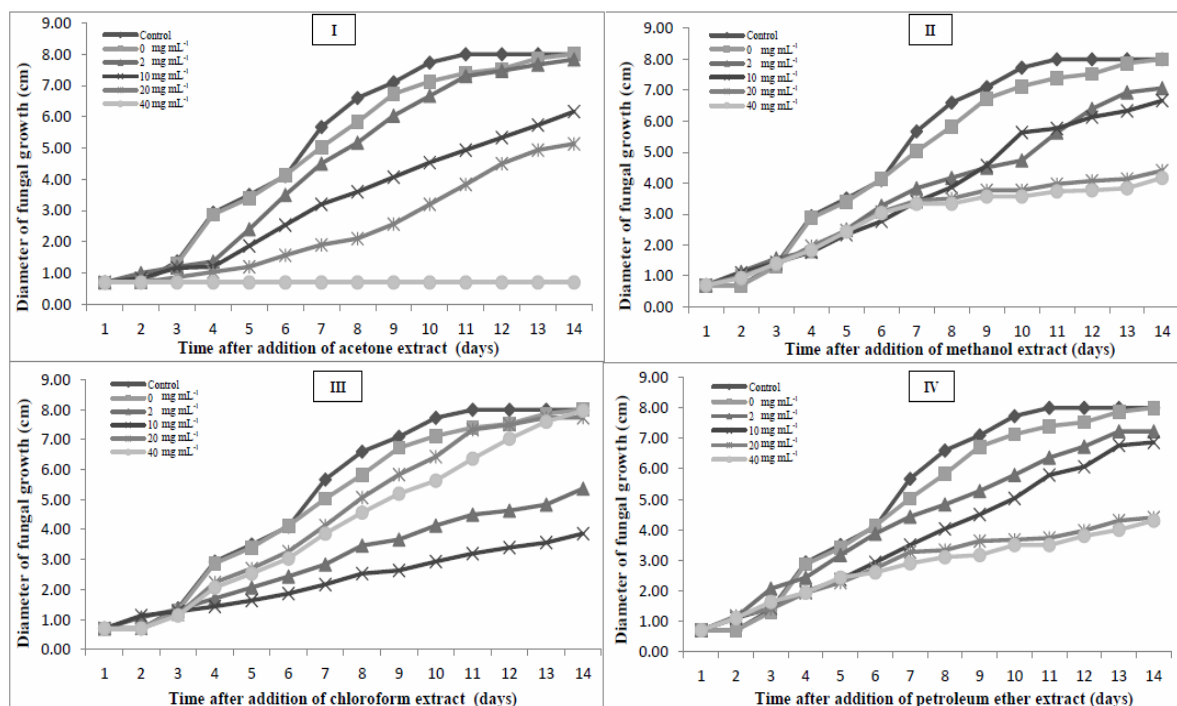 I
Diameter of fungal growth (cm)
9.00
8.00
7.00
6.00
5.00
4.00
3.00
2.00
1.00
0.00
Control
0 mg mL-1
2 mg mL-1
10 mg mL-1
20 mg mL-1
40 mg mL-1
1 2 3 4 5 6 7 8 9 10 11 12 13 14
Time after addition of acetone extract (days)
II
Diameter of fungal growth (cm)
9.00
8.00
7.00
6.00
5.00
4.00
3.00
2.00
1.00
0.00
Control
0 mg mL-1
2 mg mL-1
10 mg mL-1
20 mg mL-1
40 mg mL-1
1 2 3 4 5 6 7 8 9 10 11 12 13 14
Time after addition of methanol extract (days)
III
Diameter of fungal growth (cm)
9.00
8.00
7.00
6.00
5.00
4.00
3.00
2.00
1.00
0.00
Control
0 mg mL-1
2 mg mL-1
10 mg mL-1
20 mg mL-1
40 mg mL-1
1 2 3 4 5 6 7 8 9 10 11 12 13 14
Time after addition of chloroform extract (days)
IV
Diameter of fungal growth (cm)
9.00
8.00
7.00
6.00
5.00
4.00
3.00
2.00
1.00
0.00
Control
0 mg mL-1
2 mg mL-1
10 mg mL-1
20 mg mL-1
40 mg mL-1
1 2 3 4 5 6 7 8 9 10 11 12 13 14
Time after addition of petroleum ether extract (days)